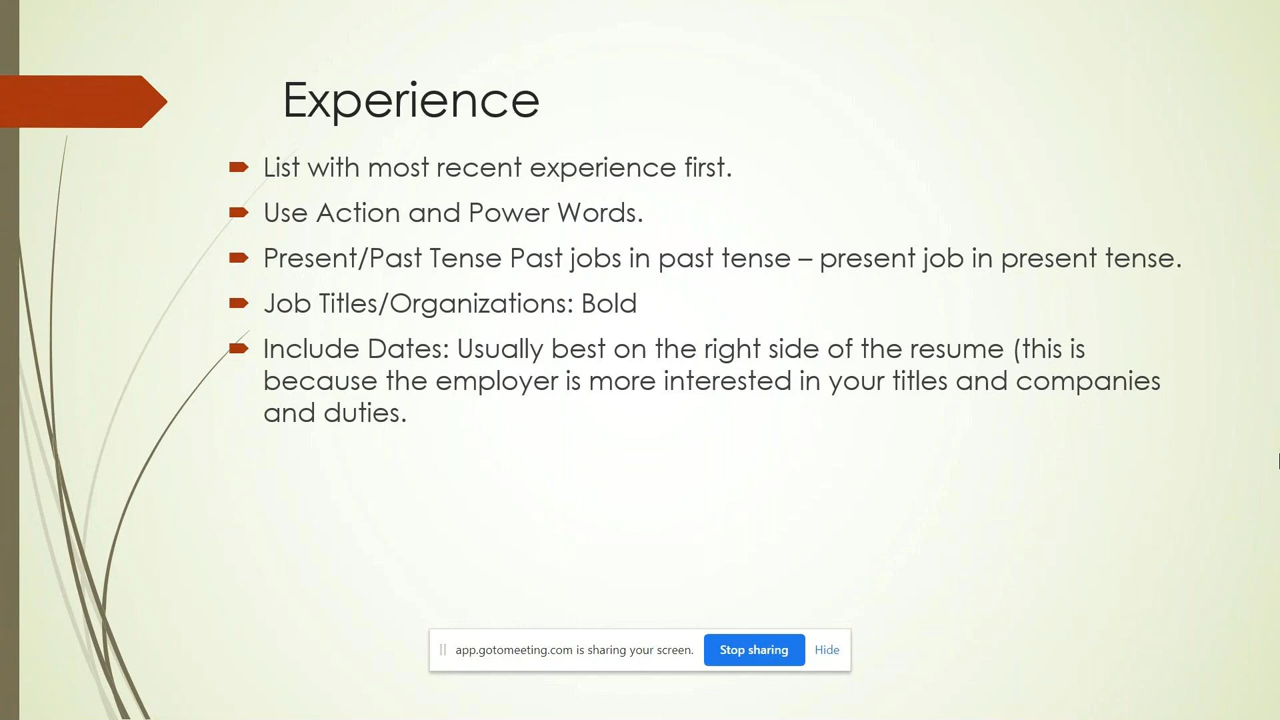 Experience
List with most recent experience first.
Use Action and Power Words.
Present/Past Tense Past jobs in past tense – present job in present tense.
Job Titles/Organizations: Bold
Include Dates: Usually best on the right side of the resume (this is
because the employer is more interested in your titles and companies
and duties.
app.gotomeeting.com is sharing your screen. Stop sharing Hide